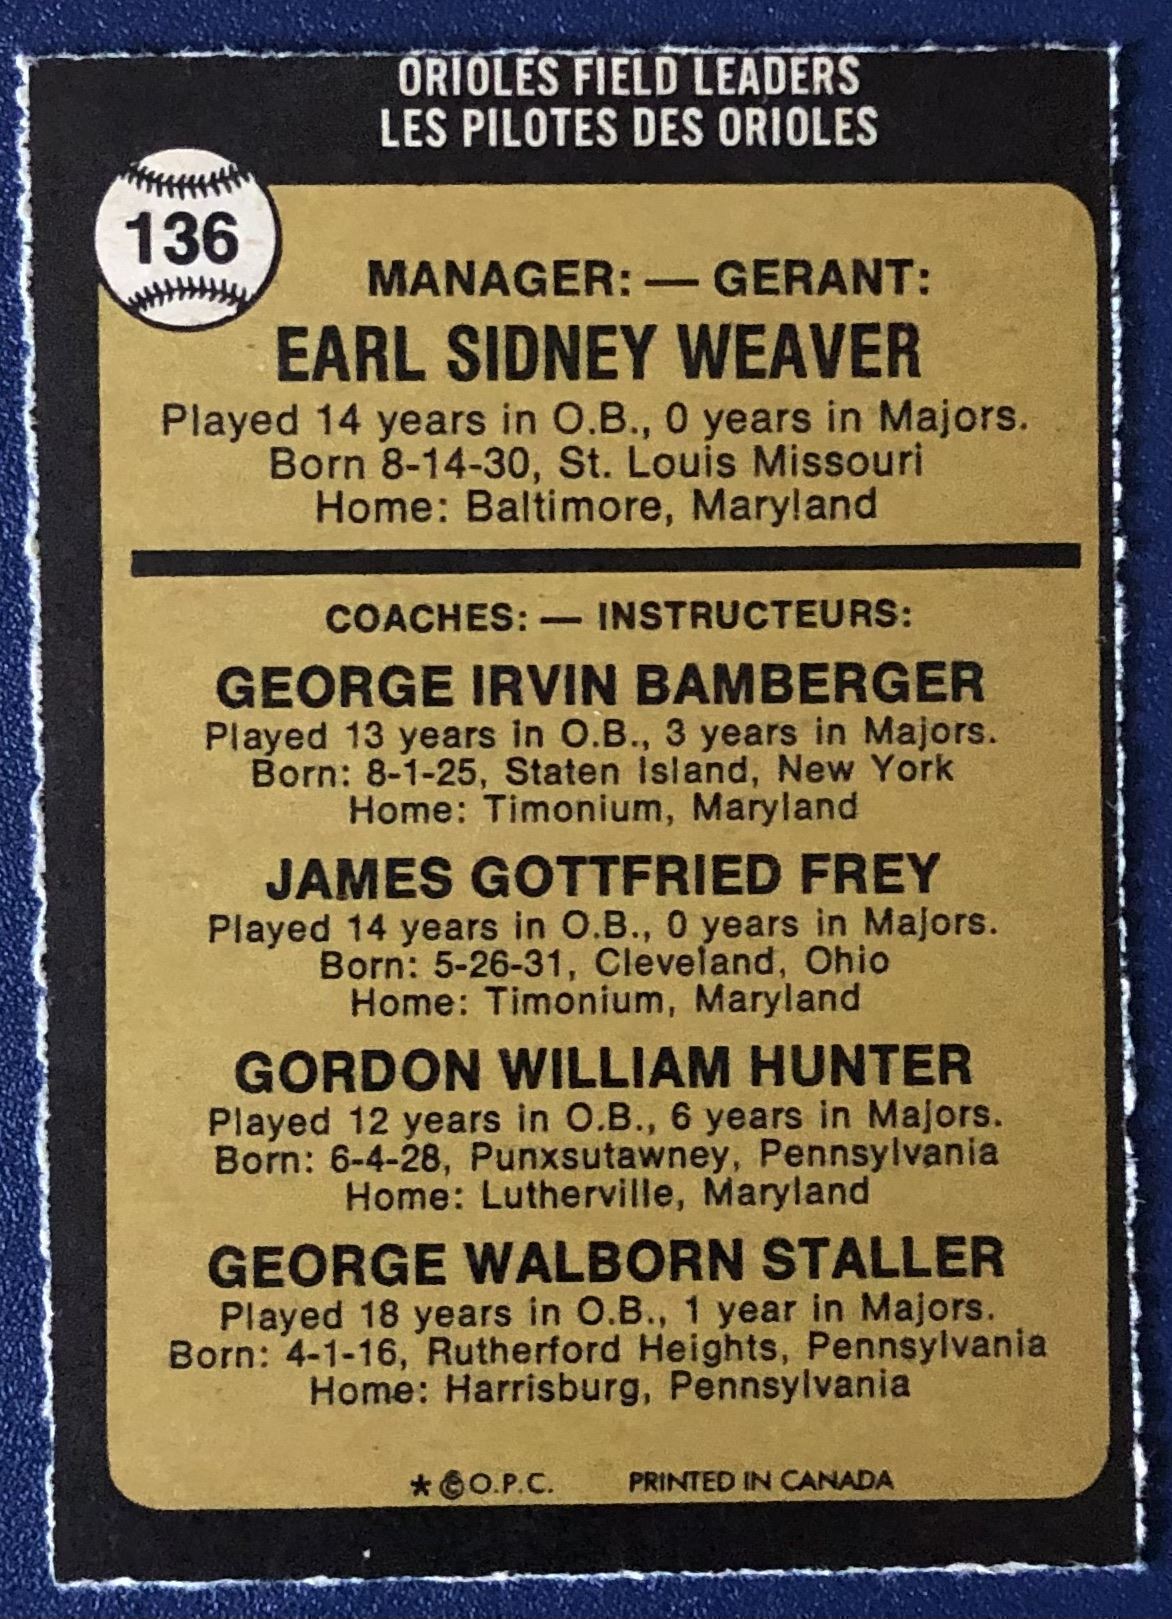 ORIOLES FIELD LEADERS
LES PILOTES DES ORIOLES
136
MANAGER: — GERANT:
EARL SIDNEY WEAVER
Played 14 years in O.B., 0 years in Majors.
Born 8-14-30, St. Louis Missouri
Home: Baltimore, Maryland
COACHES: — INSTRUCTEURS:
GEORGE IRVIN BAMBERGER
Played 13 years in O.B., 3 years in Majors.
Born: 8-1-25, Staten Island, New York
Home: Timonium, Maryland
JAMES GOTTFRIED FREY
Played 14 years in O.B., 0 years in Majors.
Born: 5-26-31, Cleveland, Ohio
Home: Timonium, Maryland
GORDON WILLIAM HUNTER
Played 12 years in O.B., 6 years in Majors.
Born: 6-4-28, Punxsutawney, Pennsylvania
Home: Lutherville, Maryland
GEORGE WALBORN STALLER
Played 18 years in O.B., 1 year in Majors.
Born: 4-1-16, Rutherford Heights, Pennsylvania
Home: Harrisburg, Pennsylvania
* © O.P.C. PRINTED IN CANADA